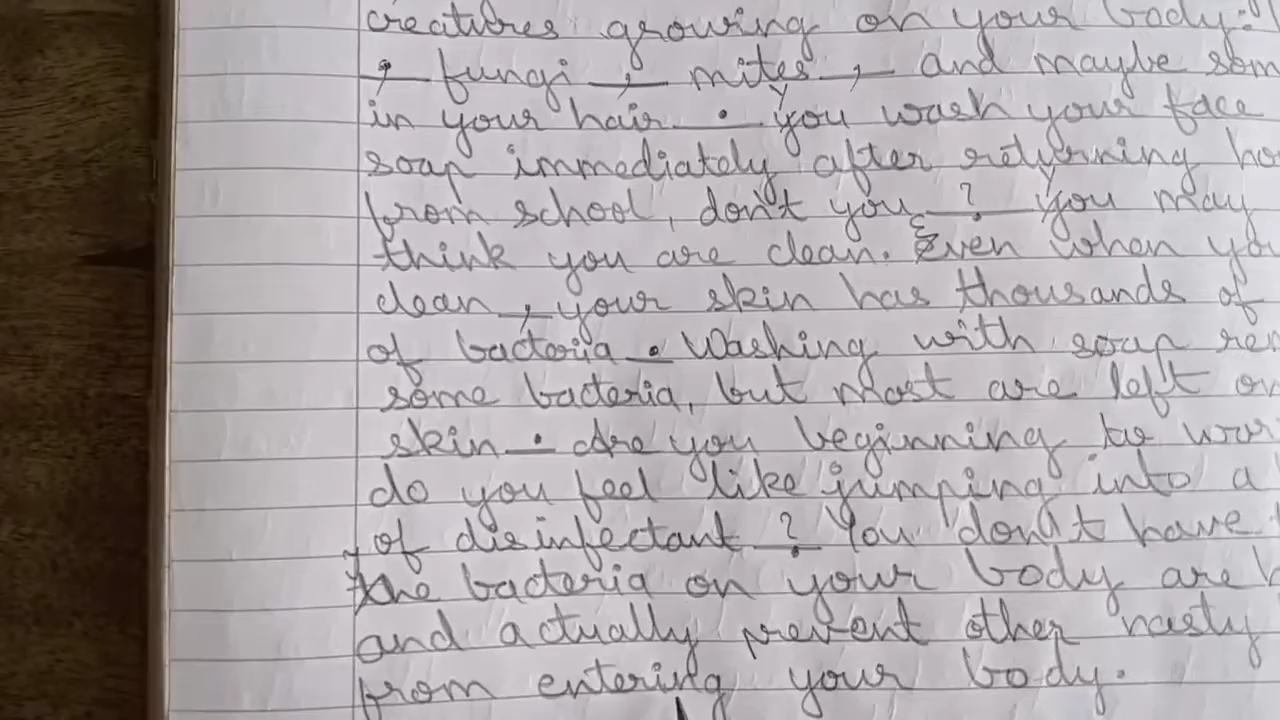 creatures growing on your body.
, fungi , mites , and maybe som
in your hair . You wash your face
soap immediately after returning ho
from school, don't you ? You may
think you are clean. Even when yo
clean , your skin has thousands of
of bacteria . Washing with soap re
some bacteria, but most are left on
skin . Are you beginning to wor
do you feel like jumping into a
of disinfectant ? You don't have
the bacteria on your body are
and actually prevent other nasty
from entering your body.